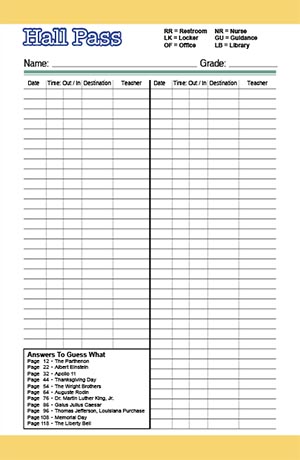 Hall Pass
RR = Restroom NR = Nurse
LK = Locker GU = Guidance
OF = Office LB = Library
Name: Grade:
Date Time: Out / In Destination Teacher Date Time: Out / In Destination Teacher
Answers To Guess What
Page 12 - The Parthenon
Page 22 - Albert Einstein
Page 32 - Apollo 11
Page 44 - Thanksgiving Day
Page 54 - The Wright Brothers
Page 64 - Auguste Rodin
Page 76 - Dr. Martin Luther King, Jr.
Page 86 - Gaius Julius Caesar
Page 96 - Thomas Jefferson, Louisiana Purchase
Page 108 - Memorial Day
Page 118 - The Liberty Bell